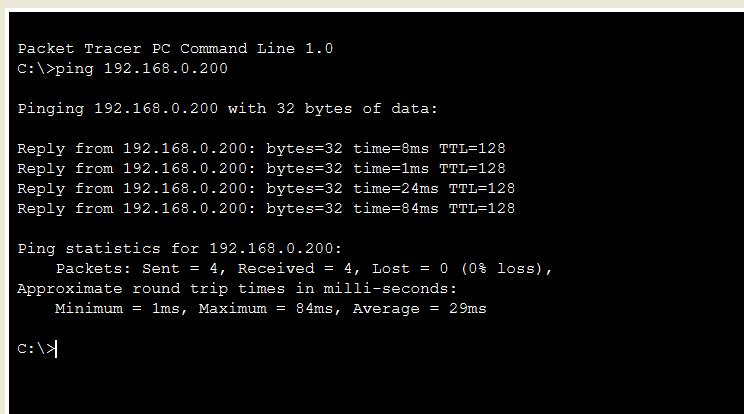 Packet Tracer PC Command Line 1.0
C:\>ping 192.168.0.200
Pinging 192.168.0.200 with 32 bytes of data:
Reply from 192.168.0.200: bytes=32 time=8ms TTL=128
Reply from 192.168.0.200: bytes=32 time=1ms TTL=128
Reply from 192.168.0.200: bytes=32 time=24ms TTL=128
Reply from 192.168.0.200: bytes=32 time=84ms TTL=128
Ping statistics for 192.168.0.200:
    Packets: Sent = 4, Received = 4, Lost = 0 (0% loss),
Approximate round trip times in milli-seconds:
    Minimum = 1ms, Maximum = 84ms, Average = 29ms
C:\>